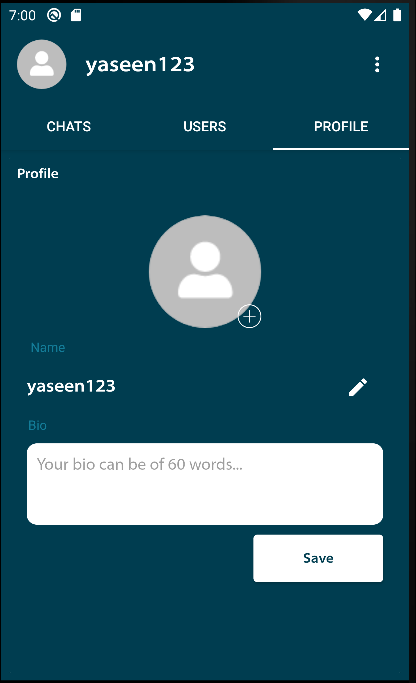 7:00
yaseen123
CHATS USERS PROFILE
Profile
Name
yaseen123
Bio
Your bio can be of 60 words...
Save